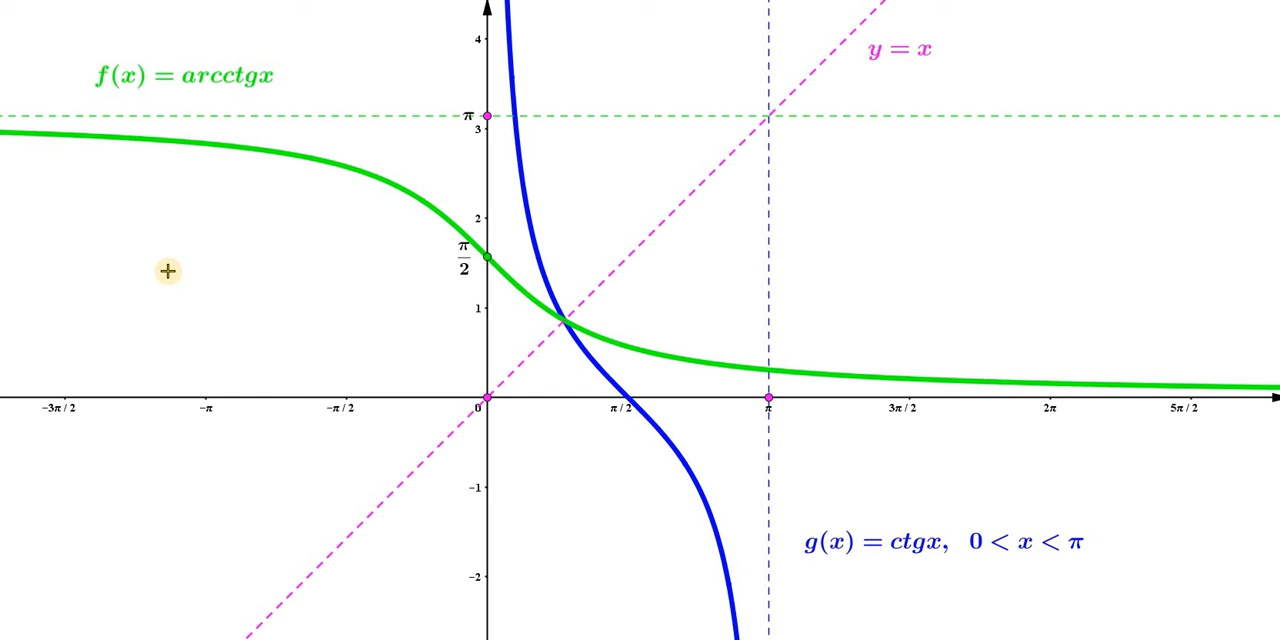 4
y = x
f(x) = arcctgx
π
3
2
π
2
1
−3π / 2
−π
−π / 2
0
π / 2
π
3π / 2
2π
5π / 2
−1
g(x) = ctgx, 0 < x < π
−2